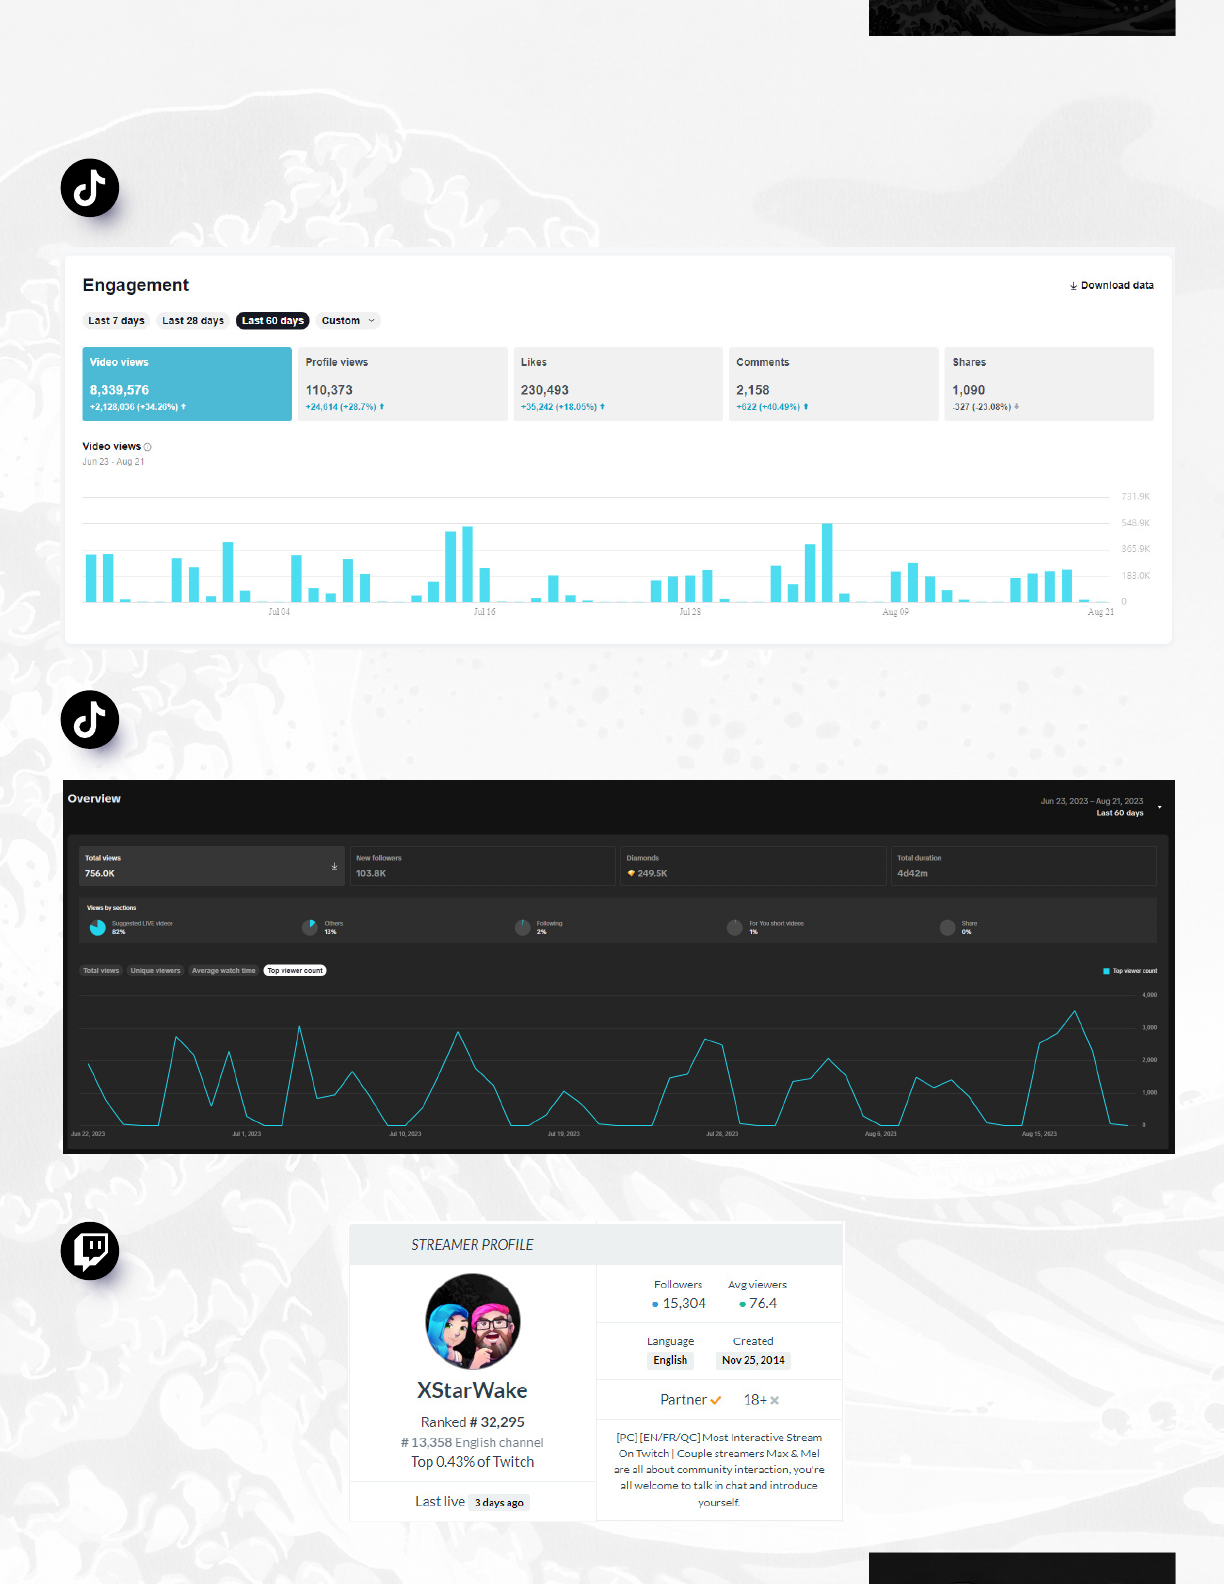 Engagement
Download data
Last 7 days Last 28 days Last 60 days Custom
Video views Profile views Likes Comments Shares
8,339,576 110,373 230,493 2,158 1,090
+2,128,036 (+34.26%) +24,614 (+28.7%) +35,242 (+18.05%) +622 (+40.49%) -327 (-23.08%)
Video views
Jun 23 - Aug 21
731.9K
548.9K
365.9K
183.0K
0
Jul 04 Jul 16 Jul 28 Aug 09 Aug 21
Overview
Jun 23, 2023 – Aug 21, 2023
Last 60 days
Total views New followers Diamonds Total duration
756.0K 103.8K 249.5K 4d42m
Views by sections
Suggested LIVE videos Others Following For You short videos Share
82% 13% 2% 1% 0%
Total views Unique viewers Average watch time Top viewer count
Top viewer count
4,000
3,000
2,000
1,000
0
Jun 22, 2023 Jul 1, 2023 Jul 10, 2023 Jul 19, 2023 Jul 28, 2023 Aug 6, 2023 Aug 15, 2023
STREAMER PROFILE
XStarWake
Ranked # 32,295
# 13,358 English channel
Top 0.43% of Twitch
Last live 3 days ago
Followers Avg viewers
15,304 76.4
Language Created
English Nov 25, 2014
Partner 18+
[PC] [EN/FR/QC] Most Interactive Stream
On Twitch | Couple streamers Max & Mel
are all about community interaction, you're
all welcome to talk in chat and introduce
yourself.